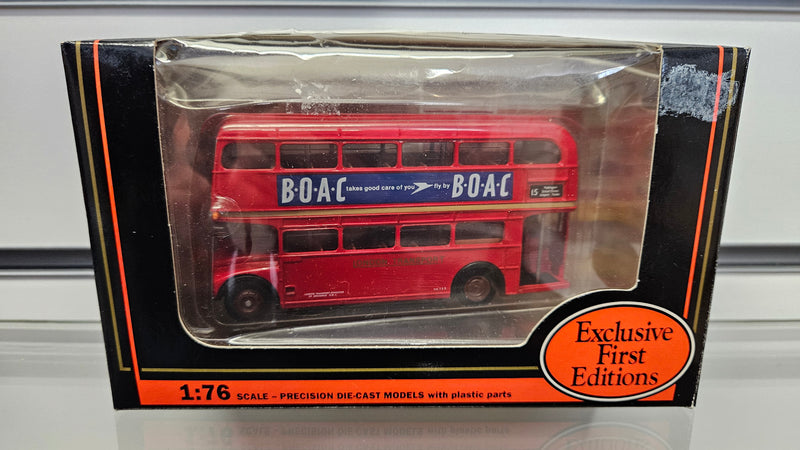 B·O·A·C takes good care of you fly by B·O·A·C
15
LONDON TRANSPORT
Exclusive
First
Editions
1:76 SCALE – PRECISION DIE-CAST MODELS with plastic parts